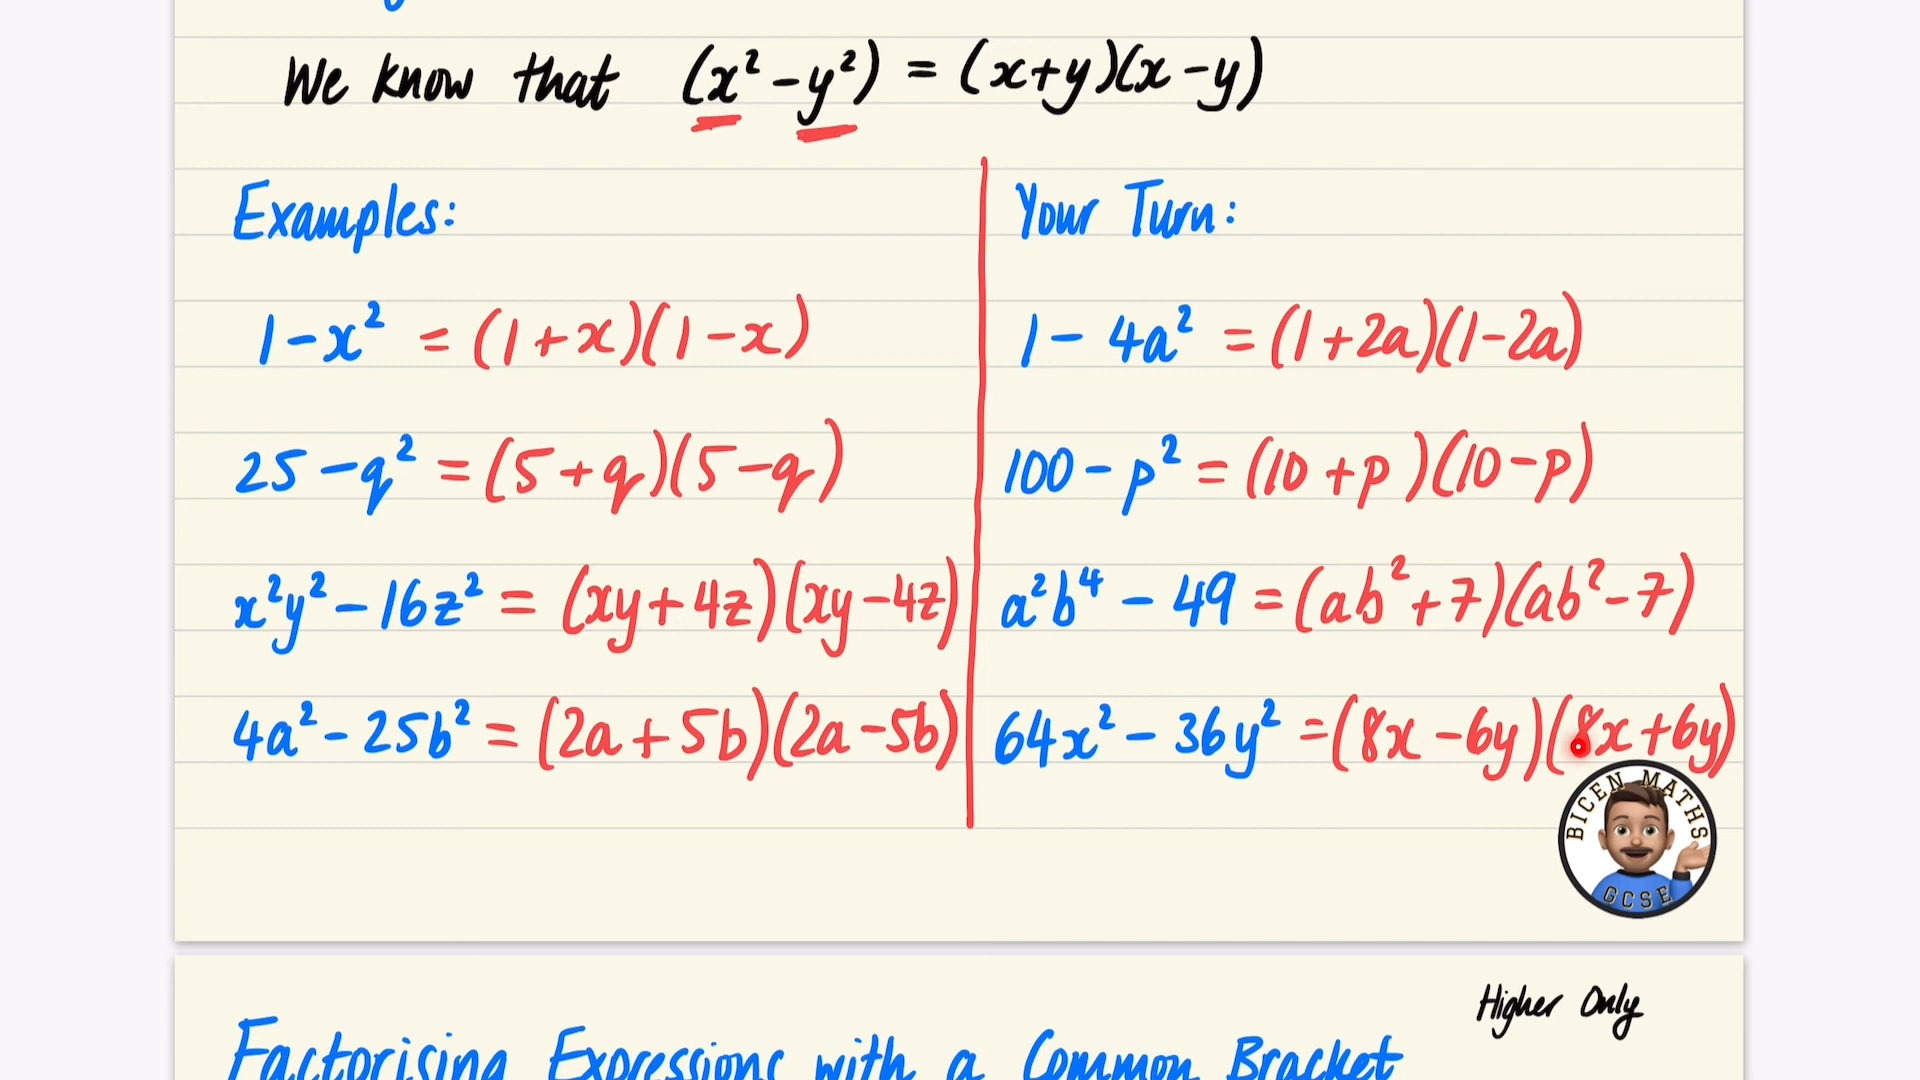 We know that (x² - y²) = (x+y)(x-y)
Examples:
1-x² = (1+x)(1-x)
25-q² = (5+q)(5-q)
x²y² - 16z² = (xy+4z)(xy-4z)
4a² - 25b² = (2a+5b)(2a-5b)
Your Turn:
1 - 4a² = (1+2a)(1-2a)
100 - p² = (10+p)(10-p)
a²b⁴ - 49 = (ab²+7)(ab²-7)
64x² - 36y² = (8x-6y)(8x+6y)
BICEN MATHS
GCSE
Higher Only
Factorising Expressions with a Common Bracket